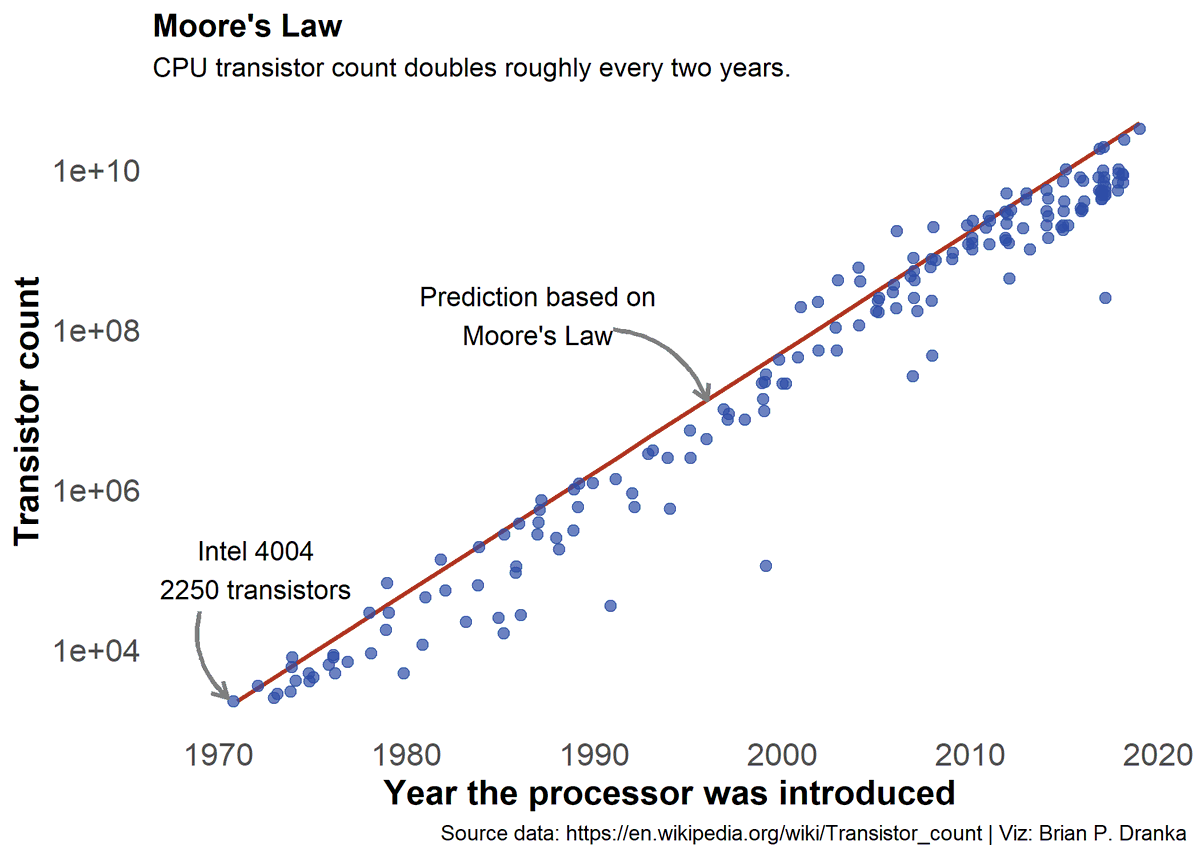 Moore's Law
CPU transistor count doubles roughly every two years.
1e+10
1e+08
1e+06
1e+04
Transistor count
Prediction based on
Moore's Law
Intel 4004
2250 transistors
1970 1980 1990 2000 2010 2020
Year the processor was introduced
Source data: https://en.wikipedia.org/wiki/Transistor_count | Viz: Brian P. Dranka